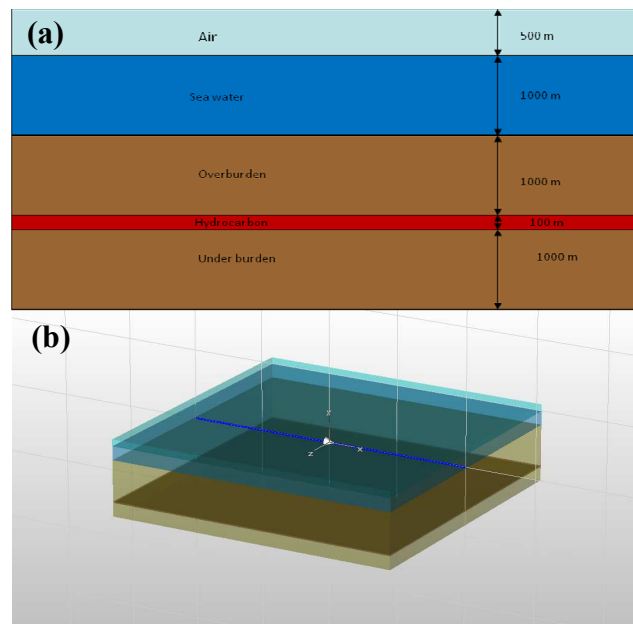 (a)
Air
500 m
Sea water
1000 m
Overburden
1000 m
Hydrocarbon
100 m
Under burden
1000 m
(b)
Y
Z
X